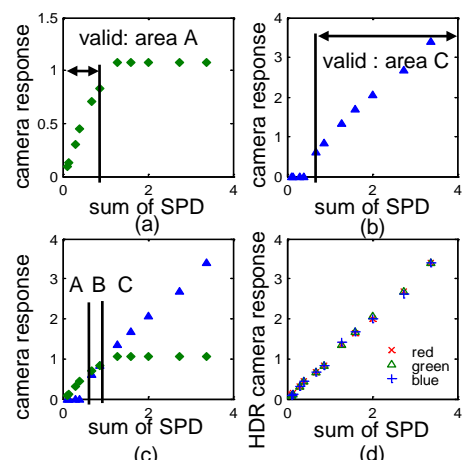 valid: area A
camera response
1.5
1
0.5
0
0 2 4
sum of SPD
(a)
valid : area C
camera response
4
3
2
1
0
0 2 4
sum of SPD
(b)
A B C
camera response
4
3
2
1
0
0 2 4
sum of SPD
(c)
HDR camera response
4
3
2
1
0
0 2 4
red
green
blue
sum of SPD
(d)